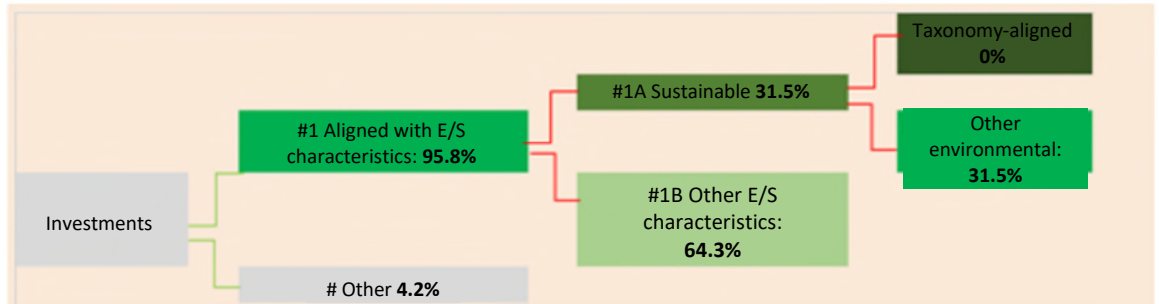 Taxonomy-aligned
0%
#1A Sustainable 31.5%
#1 Aligned with E/S
characteristics: 95.8%
Other
environmental:
31.5%
Investments
#1B Other E/S
characteristics:
64.3%
# Other 4.2%